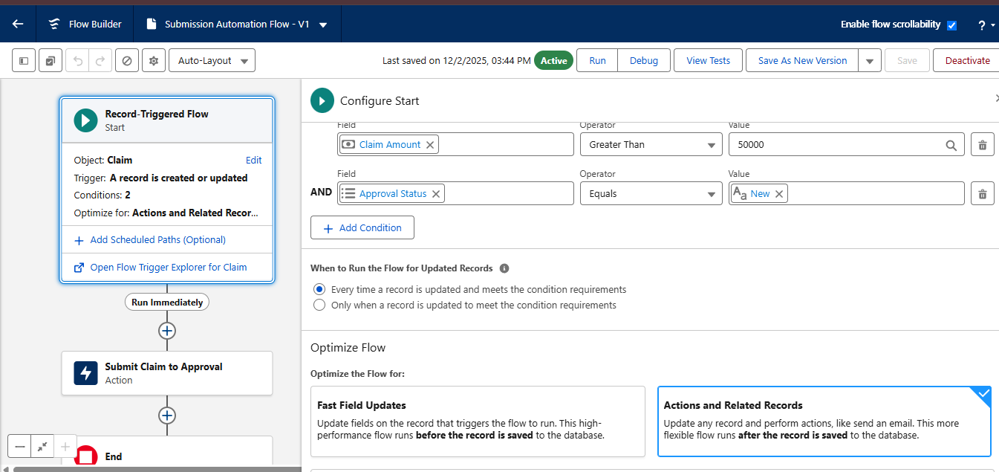 Flow Builder
Submission Automation Flow - V1
Enable flow scrollability
?
Auto-Layout
Last saved on 12/2/2025, 03:44 PM
Active
Run
Debug
View Tests
Save As New Version
Save
Deactivate
Record-Triggered Flow
Start
Object: Claim
Edit
Trigger: A record is created or updated
Conditions: 2
Optimize for: Actions and Related Recor...
Add Scheduled Paths (Optional)
Open Flow Trigger Explorer for Claim
Run Immediately
Submit Claim to Approval
Action
End
Configure Start
Field
Operator
Value
Claim Amount
Greater Than
50000
Field
Operator
Value
AND
Approval Status
Equals
Aa New
Add Condition
When to Run the Flow for Updated Records
Every time a record is updated and meets the condition requirements
Only when a record is updated to meet the condition requirements
Optimize Flow
Optimize the Flow for:
Fast Field Updates
Update fields on the record that triggers the flow to run. This high-
performance flow runs before the record is saved to the database.
Actions and Related Records
Update any record and perform actions, like send an email. This more
flexible flow runs after the record is saved to the database.